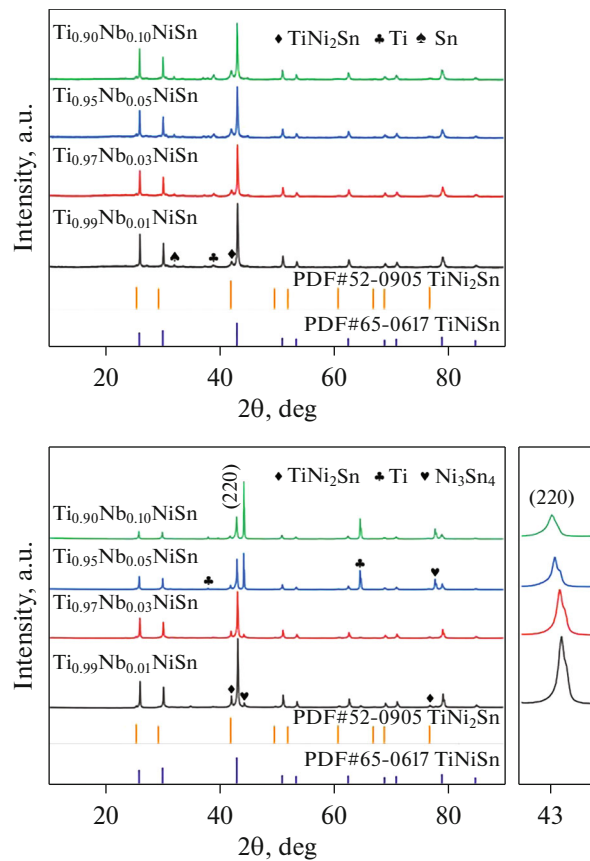 Ti0.90Nb0.10NiSn
♦ TiNi2Sn ♣ Ti ♠ Sn
Ti0.95Nb0.05NiSn
Ti0.97Nb0.03NiSn
Ti0.99Nb0.01NiSn
♠ ♣ ♦
PDF#52-0905 TiNi2Sn
PDF#65-0617 TiNiSn
Intensity, a.u.
20 40 60 80
2θ, deg
♦ TiNi2Sn ♣ Ti ♥ Ni3Sn4
(220)
(220)
Ti0.90Nb0.10NiSn
Ti0.95Nb0.05NiSn
♣ ♣ ♥
Ti0.97Nb0.03NiSn
Ti0.99Nb0.01NiSn
♦ ♥ ♦
PDF#52-0905 TiNi2Sn
PDF#65-0617 TiNiSn
Intensity, a.u.
20 40 60 80
43
2θ, deg